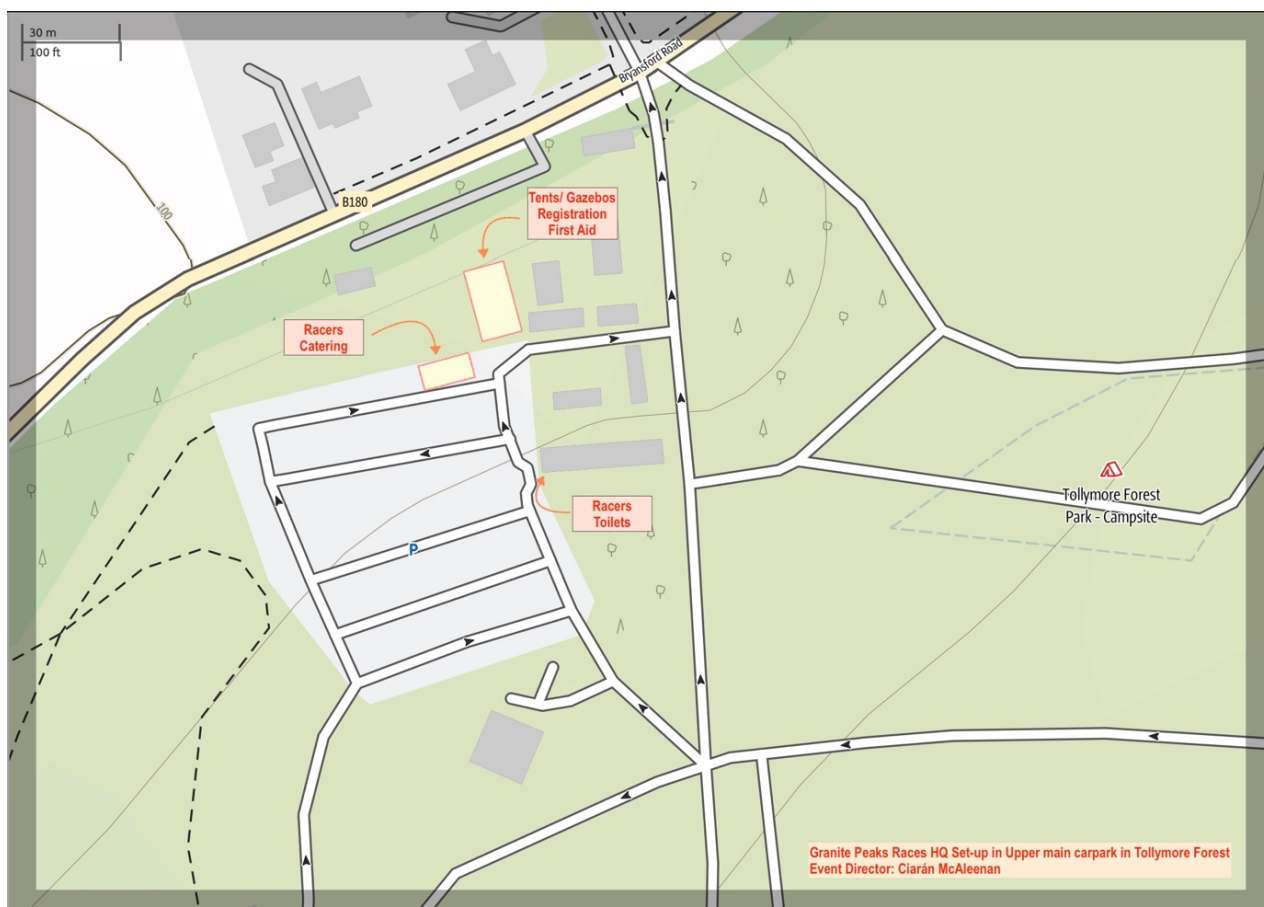 30 m
100 ft
Bryansford Road
100
B180
Tents/ Gazebos
Registration
First Aid
Racers
Catering
Racers
Toilets
P
Tollymore Forest
Park - Campsite
Granite Peaks Races HQ Set-up in Upper main carpark in Tollymore Forest
Event Director: Ciarán McAleenan